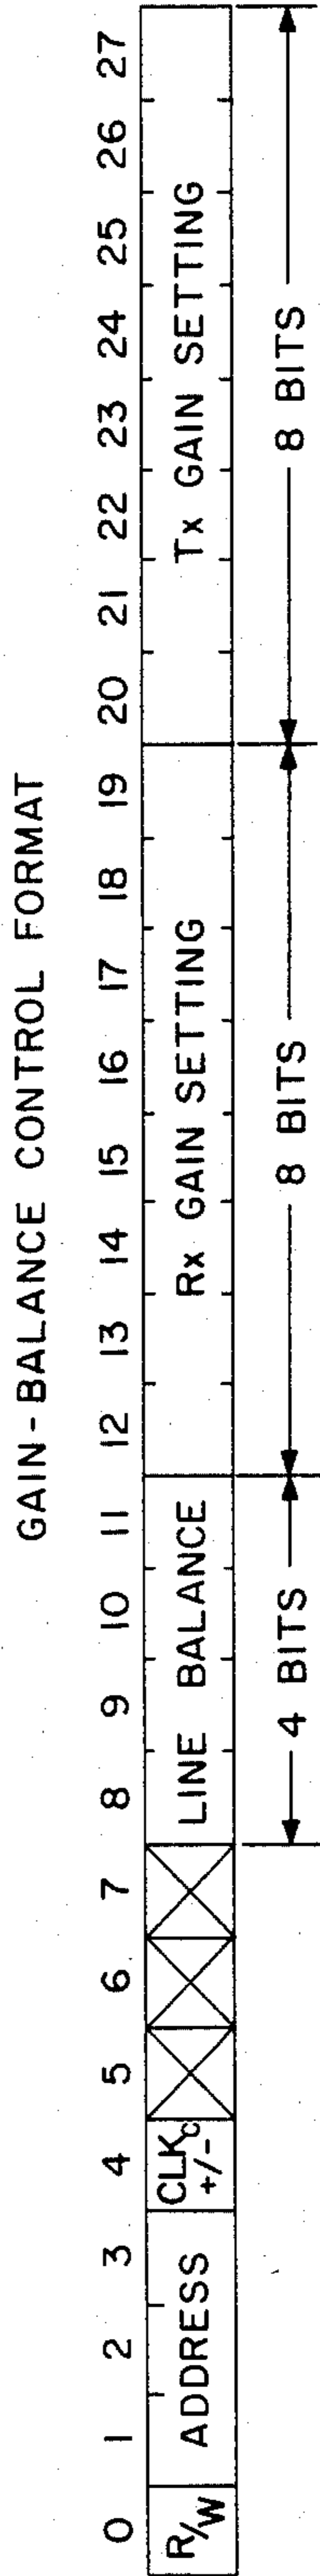 GAIN-BALANCE CONTROL FORMAT
0 1 2 3 4 5 6 7 8 9 10 11 12 13 14 15 16 17 18 19 20 21 22 23 24 25 26 27
R/W ADDRESS CLKC LINE BALANCE Rx GAIN SETTING Tx GAIN SETTING
+/-
4 BITS 8 BITS 8 BITS